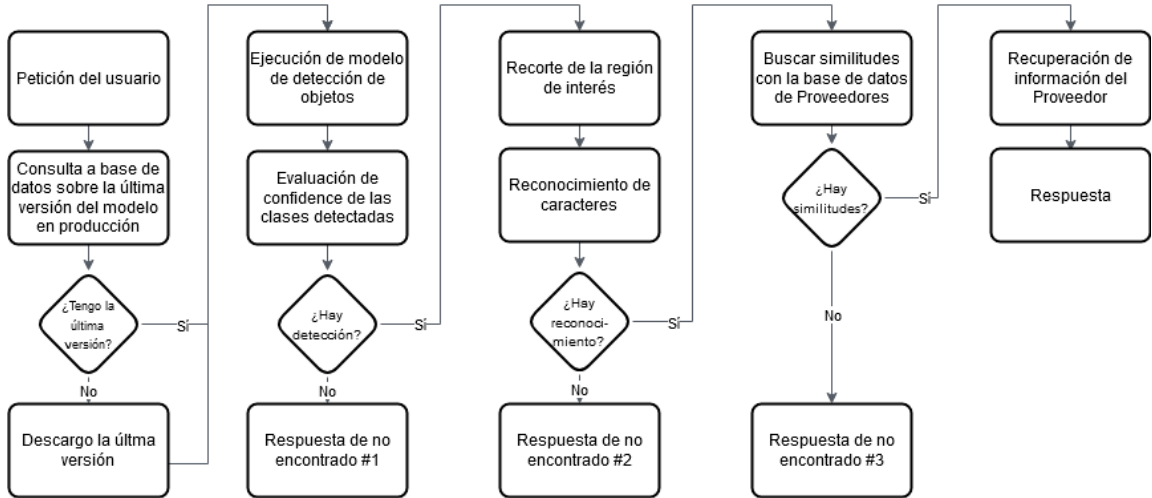 Petición del usuario
Consulta a base de
datos sobre la última
versión del modelo
en producción
¿Tengo la
última
versión?
Sí
No
Descargo la últma
versión
Ejecución de modelo
de detección de
objetos
Evaluación de
confidence de las
clases detectadas
¿Hay
detección?
Sí
No
Respuesta de no
encontrado #1
Recorte de la región
de interés
Reconocimiento de
caracteres
¿Hay
reconoci-
miento?
Sí
No
Respuesta de no
encontrado #2
Buscar similitudes
con la base de datos
de Proveedores
¿Hay
similitudes?
Sí
No
Respuesta de no
encontrado #3
Recuperación de
información del
Proveedor
Respuesta